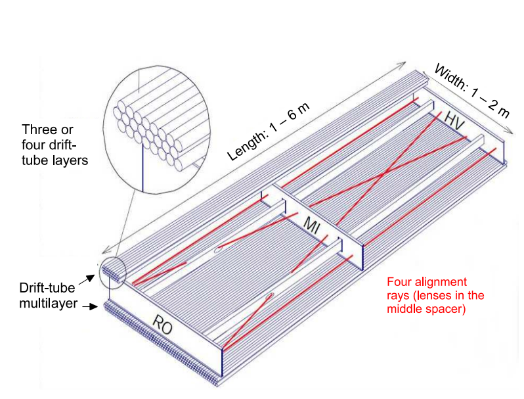 Width: 1 – 2 m
Length: 1 – 6 m
HV
Three or
four drift-
tube layers
MI
Drift-tube
multilayer
RO
Four alignment
rays (lenses in the
middle spacer)